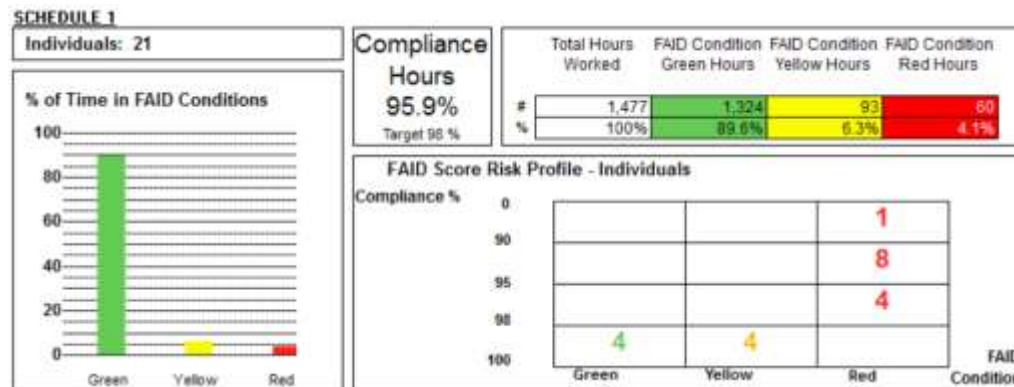 SCHEDULE 1
Individuals: 21
% of Time in FAID Conditions
100
80
60
40
20
0
Green Yellow Red
Compliance
Hours
95.9%
Target 98 %
Total Hours Worked FAID Condition Green Hours FAID Condition Yellow Hours FAID Condition Red Hours
# 1,477 1,324 93 60
% 100% 89.6% 6.3% 4.1%
FAID Score Risk Profile - Individuals
Compliance %
0
1
90
8
95
4
98
4 4
100
Green Yellow Red
FAID
Condition